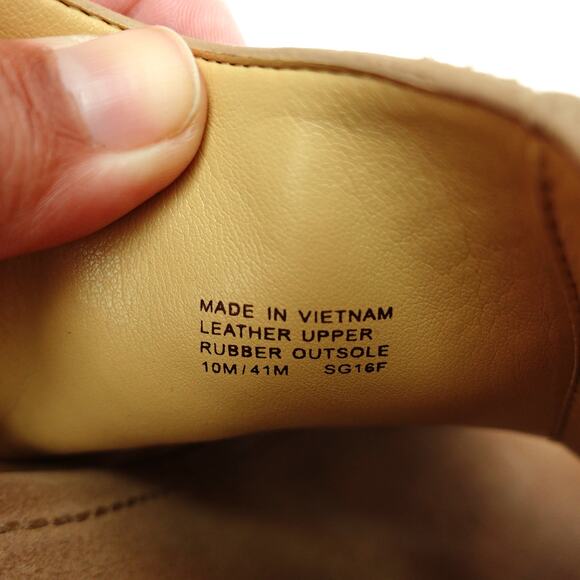 MADE IN VIETNAM
LEATHER UPPER
RUBBER OUTSOLE
10M/41M SG16F